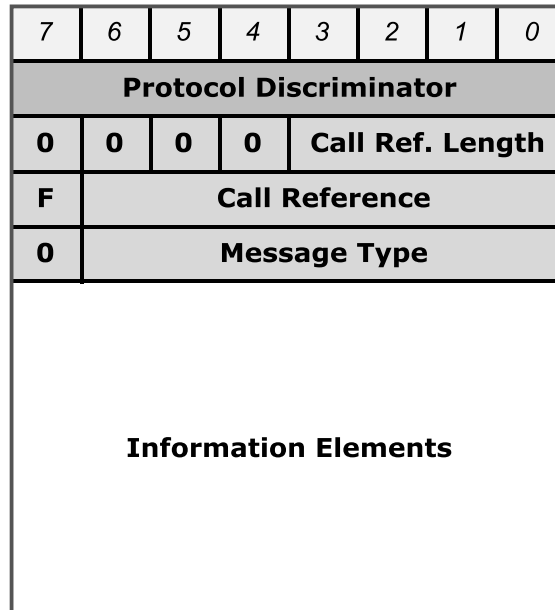 7 6 5 4 3 2 1 0
Protocol Discriminator
0 0 0 0 Call Ref. Length
F Call Reference
0 Message Type
Information Elements